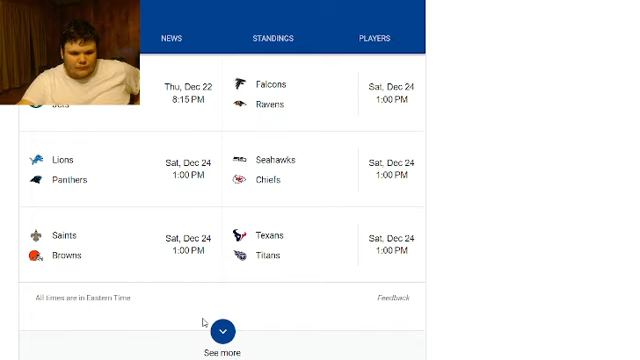 NEWS STANDINGS PLAYERS
Thu, Dec 22
8:15 PM
Jets
Falcons
Ravens
Sat, Dec 24
1:00 PM
Lions
Panthers
Sat, Dec 24
1:00 PM
Seahawks
Chiefs
Sat, Dec 24
1:00 PM
Saints
Browns
Sat, Dec 24
1:00 PM
Texans
Titans
Sat, Dec 24
1:00 PM
All times are in Eastern Time
Feedback
See more